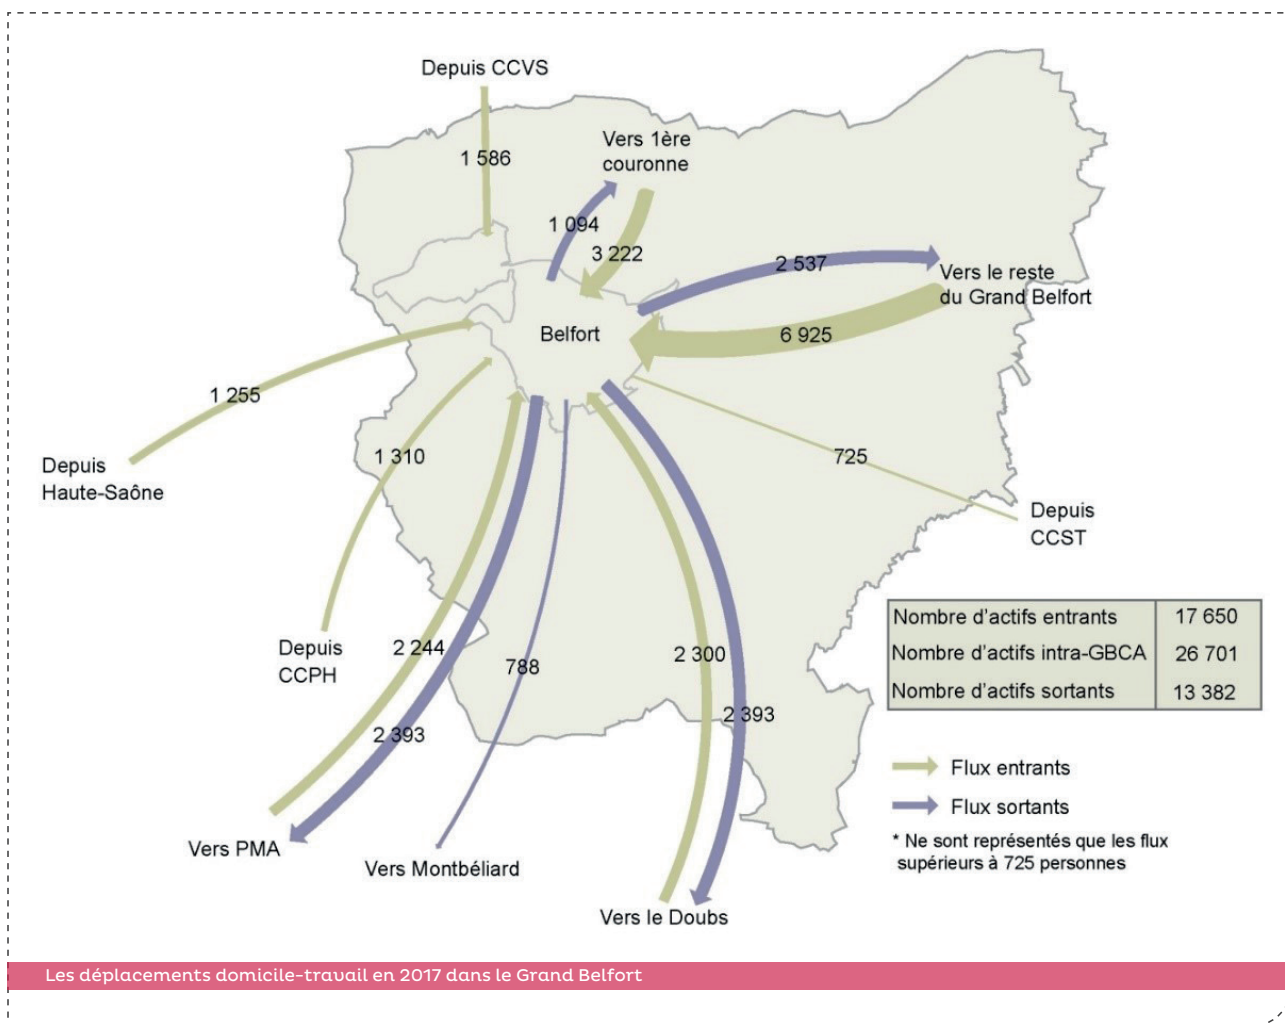 Depuis CCVS
1 586
Vers 1ère
couronne
1 094
3 222
2 537
Vers le reste
du Grand Belfort
Belfort
6 925
1 255
Depuis
Haute-Saône
1 310
725
Depuis
CCST
Depuis
CCPH
2 244
788
2 300
2 393
2 393
Nombre d'actifs entrants 17 650
Nombre d'actifs intra-GBCA 26 701
Nombre d'actifs sortants 13 382
Flux entrants
Flux sortants
* Ne sont représentés que les flux
supérieurs à 725 personnes
Vers PMA
Vers Montbéliard
Vers le Doubs
Les déplacements domicile-travail en 2017 dans le Grand Belfort